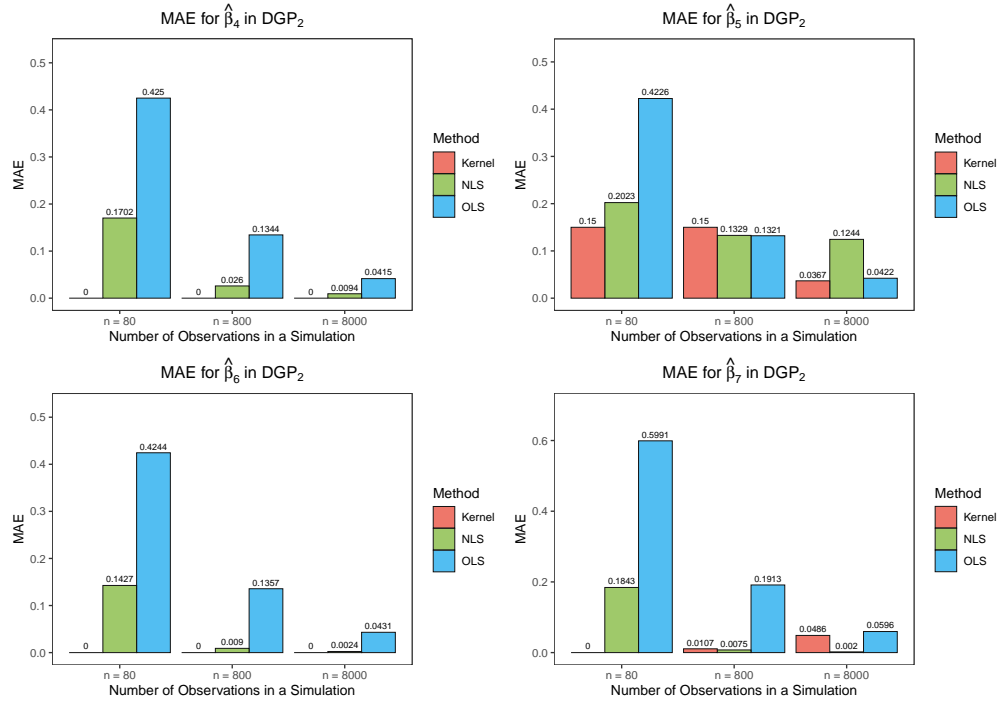 MAE for β̂₄ in DGP₂
MAE
0.5
0.4
0.3
0.2
0.1
0.0
0 0.1702 0.425
0 0.026 0.1344
0 0.0094 0.0415
n = 80 n = 800 n = 8000
Number of Observations in a Simulation
Method
Kernel
NLS
OLS
MAE for β̂₅ in DGP₂
MAE
0.5
0.4
0.3
0.2
0.1
0.0
0.15 0.2023 0.4226
0.15 0.1329 0.1321
0.0367 0.1244 0.0422
n = 80 n = 800 n = 8000
Number of Observations in a Simulation
Method
Kernel
NLS
OLS
MAE for β̂₆ in DGP₂
MAE
0.5
0.4
0.3
0.2
0.1
0.0
0 0.1427 0.4244
0 0.009 0.1357
0 0.0024 0.0431
n = 80 n = 800 n = 8000
Number of Observations in a Simulation
Method
Kernel
NLS
OLS
MAE for β̂₇ in DGP₂
MAE
0.6
0.4
0.2
0.0
0 0.1843 0.5991
0.0107 0.0075 0.1913
0.0486 0.002 0.0596
n = 80 n = 800 n = 8000
Number of Observations in a Simulation
Method
Kernel
NLS
OLS